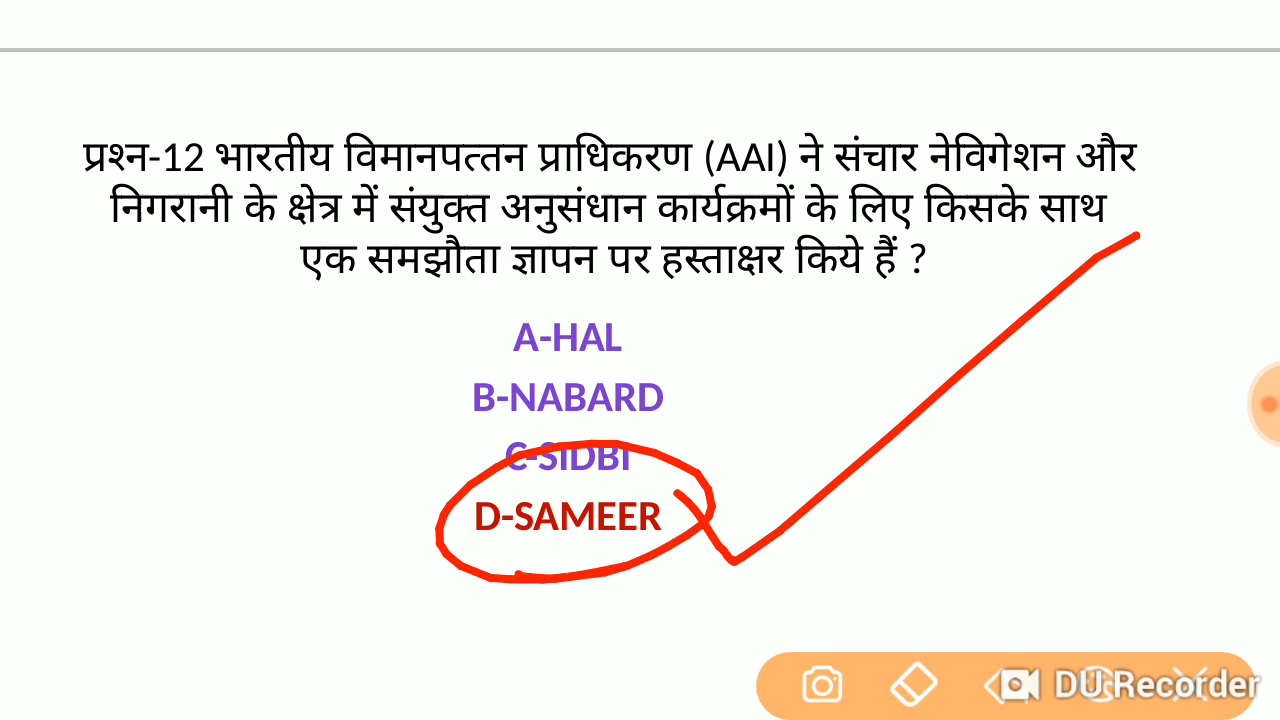 प्रश्न-12 भारतीय विमानपत्तन प्राधिकरण (AAI) ने संचार नेविगेशन और
निगरानी के क्षेत्र में संयुक्त अनुसंधान कार्यक्रमों के लिए किसके साथ
एक समझौता ज्ञापन पर हस्ताक्षर किये हैं ?
A-HAL
B-NABARD
C-SIDBI
D-SAMEER
DU Recorder